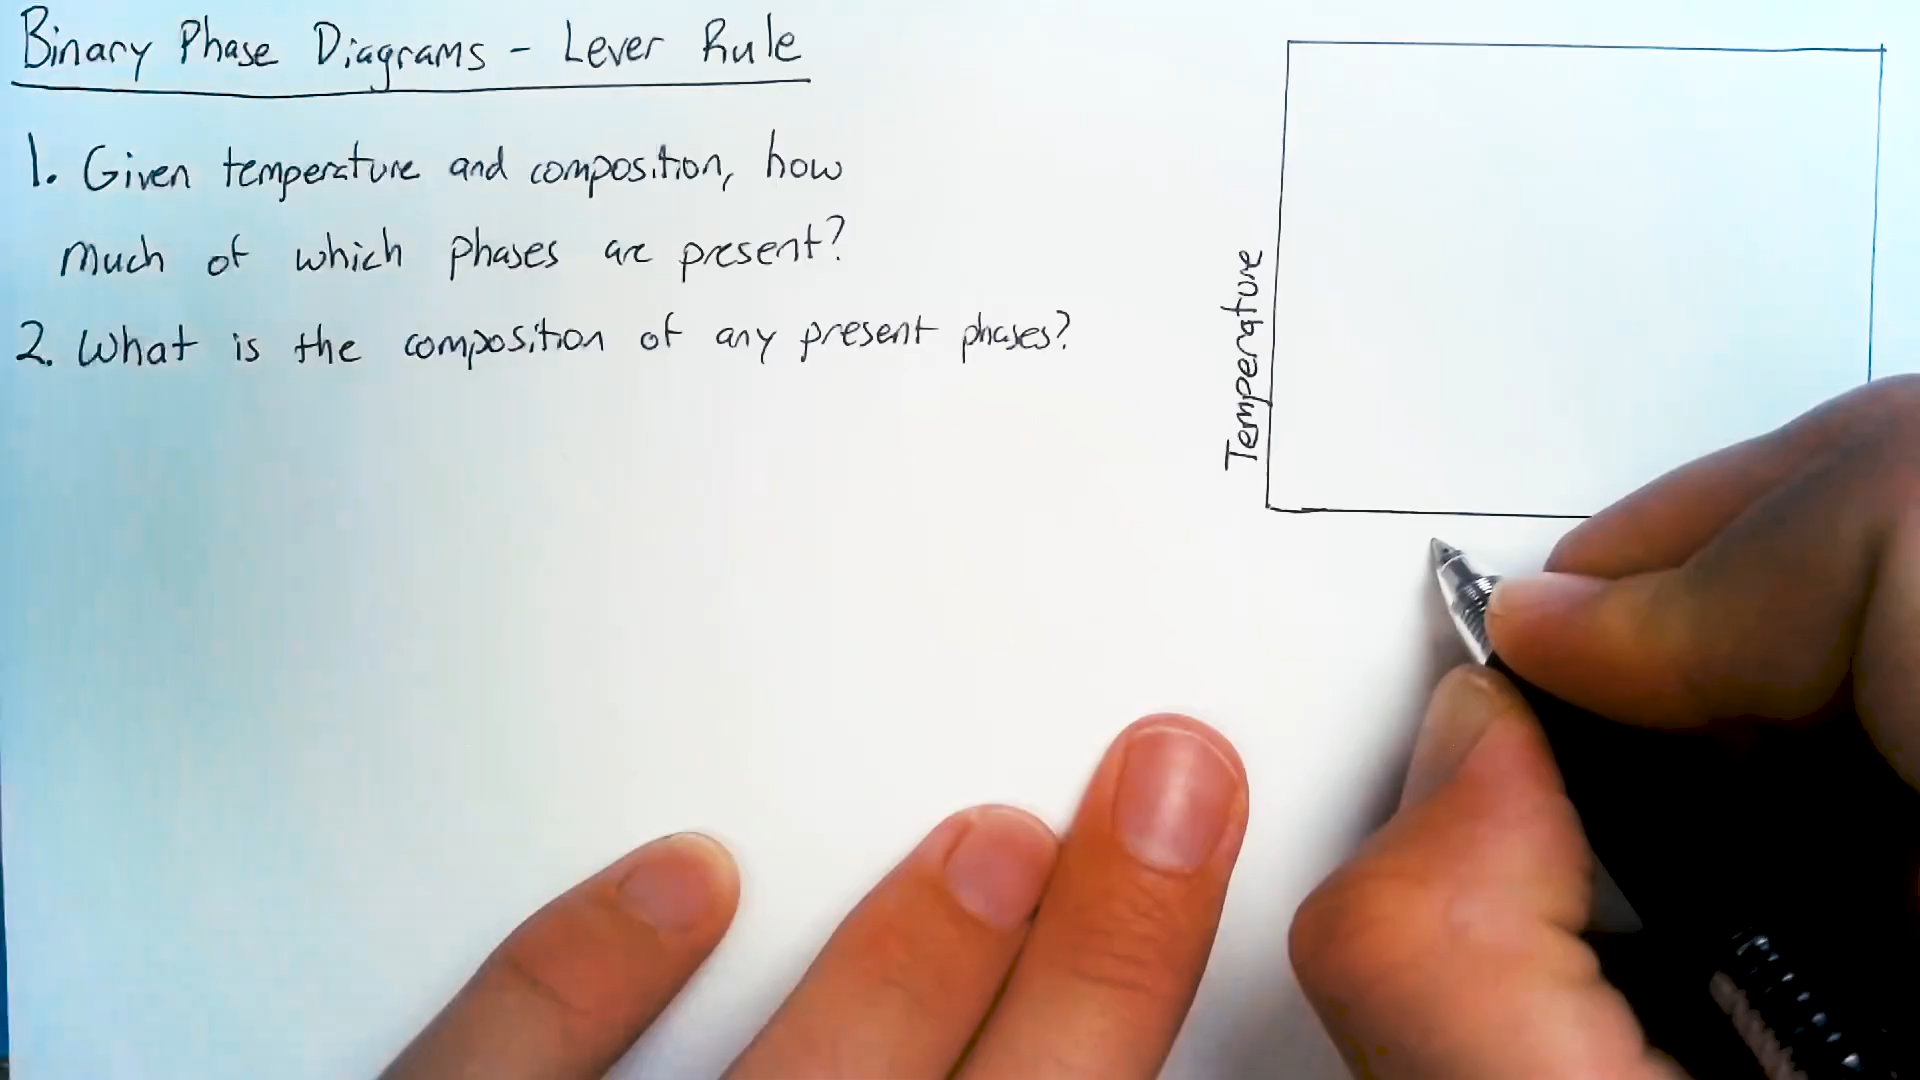 Binary Phase Diagrams - Lever Rule
1. Given temperature and composition, how
much of which phases are present?
2. What is the composition of any present phases?
Temperature